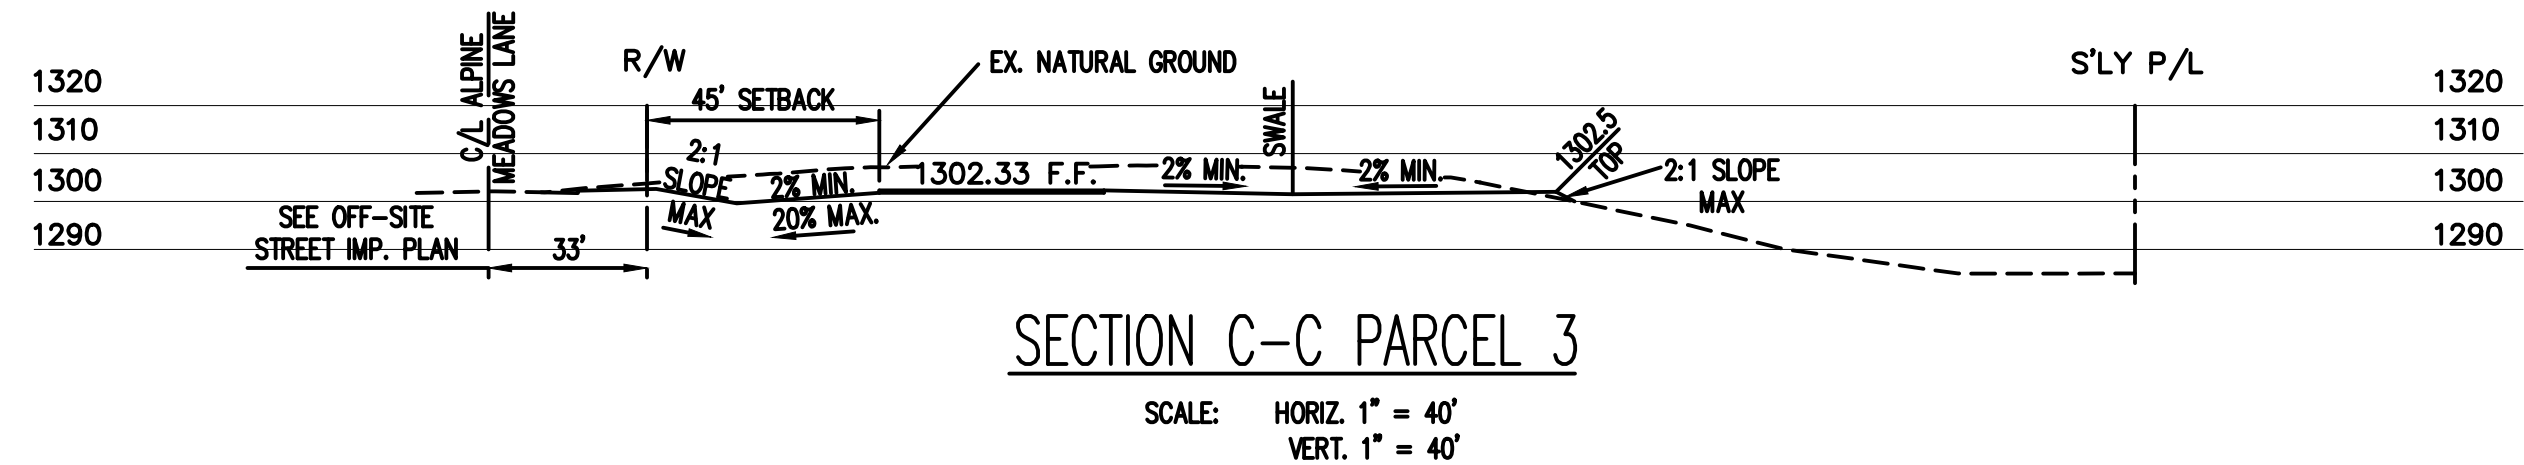 C/L ALPINE
MEADOWS LANE
R/W
EX. NATURAL GROUND
S'LY P/L
1320
1320
45' SETBACK
SWALE
1310
1310
2:1
SLOPE
MAX
1302.5
TOP
1300
1300
2% MIN.
20% MAX.
1302.33 F.F.
2% MIN.
2% MIN.
2:1 SLOPE
MAX
SEE OFF-SITE
STREET IMP. PLAN
33'
1290
1290
SECTION C-C PARCEL 3
SCALE: HORIZ. 1" = 40'
VERT. 1" = 40'